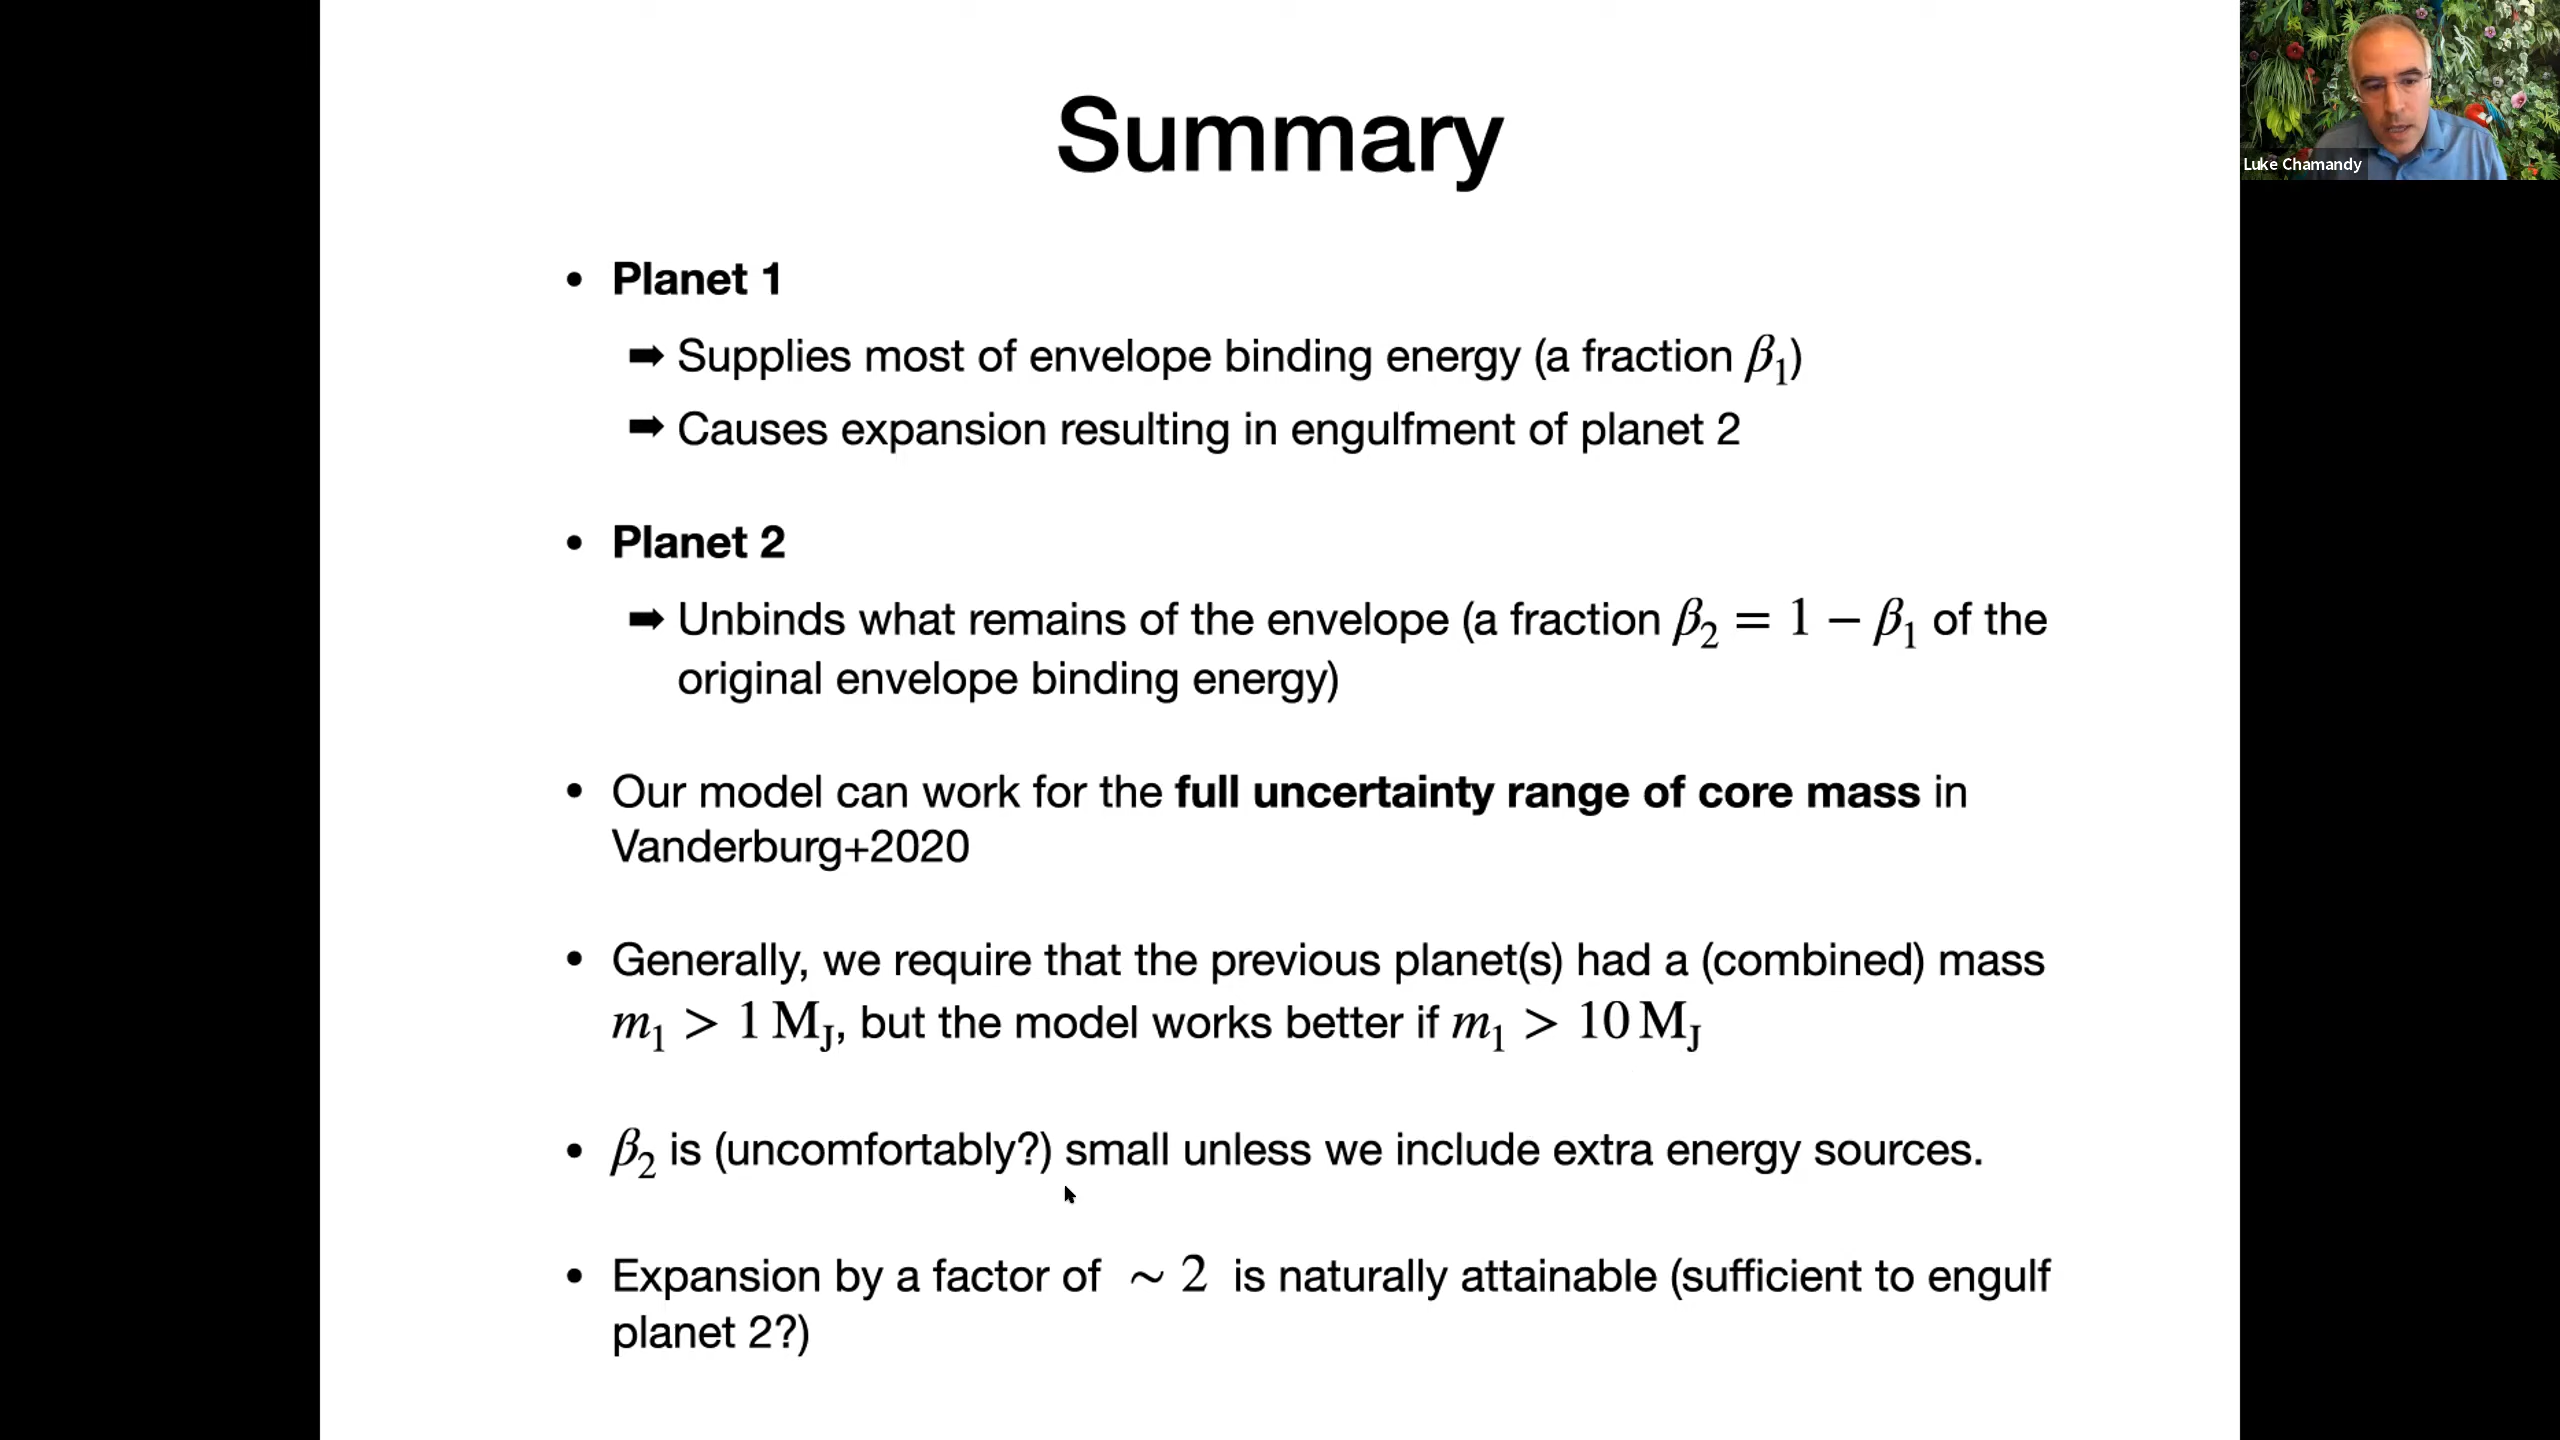 Summary
Luke Chamandy
• Planet 1
➡ Supplies most of envelope binding energy (a fraction β₁)
➡ Causes expansion resulting in engulfment of planet 2
• Planet 2
➡ Unbinds what remains of the envelope (a fraction β₂ = 1 − β₁ of the
original envelope binding energy)
• Our model can work for the full uncertainty range of core mass in
Vanderburg+2020
• Generally, we require that the previous planet(s) had a (combined) mass
m₁ > 1 M_J, but the model works better if m₁ > 10 M_J
• β₂ is (uncomfortably?) small unless we include extra energy sources.
• Expansion by a factor of ~ 2 is naturally attainable (sufficient to engulf
planet 2?)